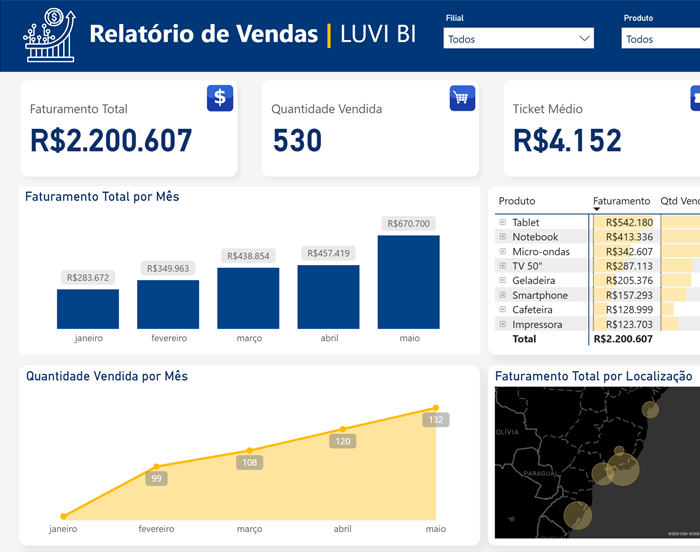 Relatório de Vendas | LUVI BI
Filial
Todos
Produto
Todos
Faturamento Total
R$2.200.607
Quantidade Vendida
530
Ticket Médio
R$4.152
Faturamento Total por Mês
R$283.672
R$349.963
R$438.854
R$457.419
R$670.700
janeiro fevereiro março abril maio
Produto Faturamento Qtd Venc
Tablet R$542.180
Notebook R$413.336
Micro-ondas R$342.607
TV 50" R$287.113
Geladeira R$205.376
Smartphone R$157.293
Cafeteira R$128.999
Impressora R$123.703
Total R$2.200.607
Quantidade Vendida por Mês
99
108
120
132
janeiro fevereiro março abril maio
Faturamento Total por Localização
OLÍVIA
PARAGUAI